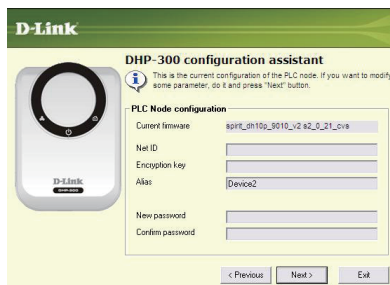 D-Link
DHP-300 configuration assistant
This is the current configuration of the PLC node. If you want to modify
some parameter, do it and press "Next" button.
PLC Node configuration
Current firmware spirit_dh10p_9010_v2 s2_0_21_cvs
Net ID
Encryption key
Alias Device2
D-Link
DHP-300
New password
Confirm password
< Previous Next > Exit